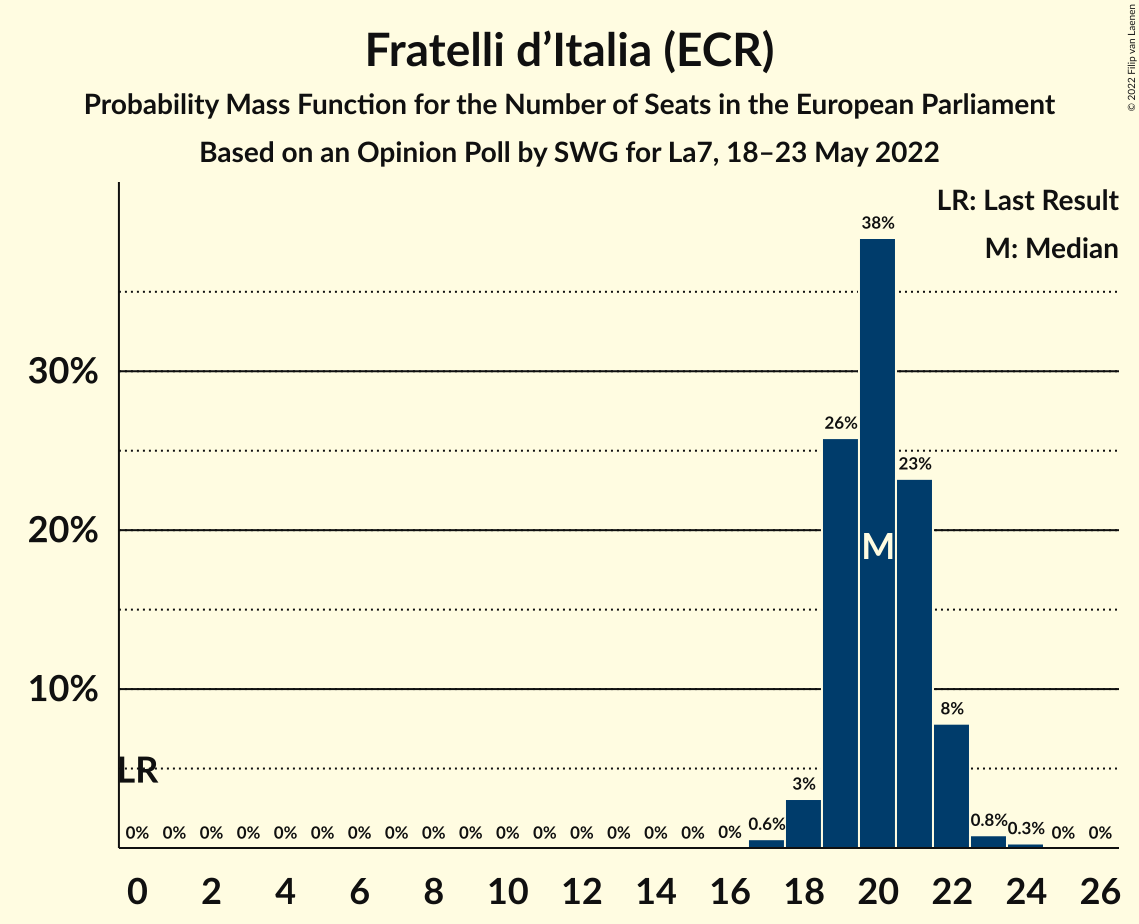 Fratelli d’Italia (ECR)
Probability Mass Function for the Number of Seats in the European Parliament
Based on an Opinion Poll by SWG for La7, 18–23 May 2022
© 2022 Filip van Laenen
LR: Last Result
M: Median
38%
30%
26%
23%
20%
M
10%
8%
LR
3%
0% 0% 0% 0% 0% 0% 0% 0% 0% 0% 0% 0% 0% 0% 0% 0% 0% 0.6% 0.8% 0.3% 0% 0%
0 2 4 6 8 10 12 14 16 18 20 22 24 26